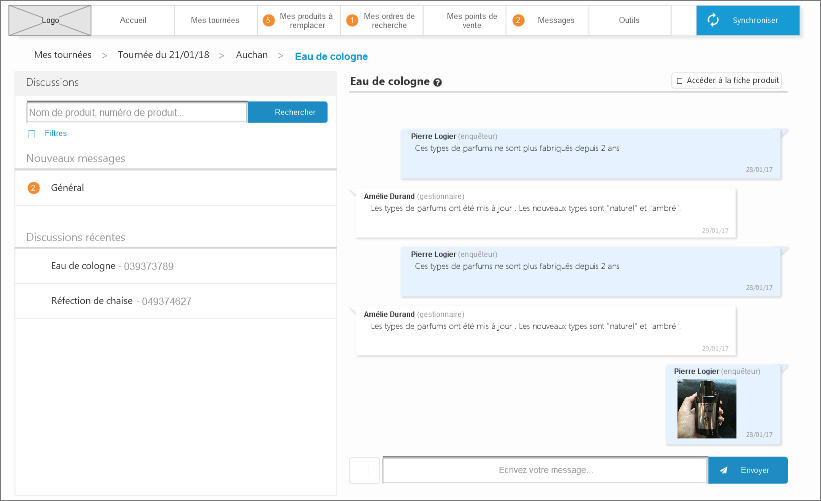 Logo
Accueil
Mes tournées
5 Mes produits à
remplacer
1 Mes ordres de
recherche
Mes points de
vente
2 Messages
Outils
Synchroniser
Mes tournées > Tournée du 21/01/18 > Auchan > Eau de cologne
Discussions
Nom de produit, numéro de produit...
Rechercher
Filtres
Nouveaux messages
2 Général
Discussions récentes
Eau de cologne - 039373789
Réfection de chaise - 049374627
Eau de cologne ?
Accéder à la fiche produit
Pierre Logier (enquêteur)
Ces types de parfums ne sont plus fabriqués depuis 2 ans
28/01/17
Amélie Durand (gestionnaire)
Les types de parfums ont été mis à jour . Les nouveaux types sont "naturel" et "ambré".
29/01/17
Pierre Logier (enquêteur)
Ces types de parfums ne sont plus fabriqués depuis 2 ans
28/01/17
Amélie Durand (gestionnaire)
Les types de parfums ont été mis à jour . Les nouveaux types sont "naturel" et "ambré".
29/01/17
Pierre Logier (enquêteur)
28/01/17
Ecrivez votre message...
Envoyer